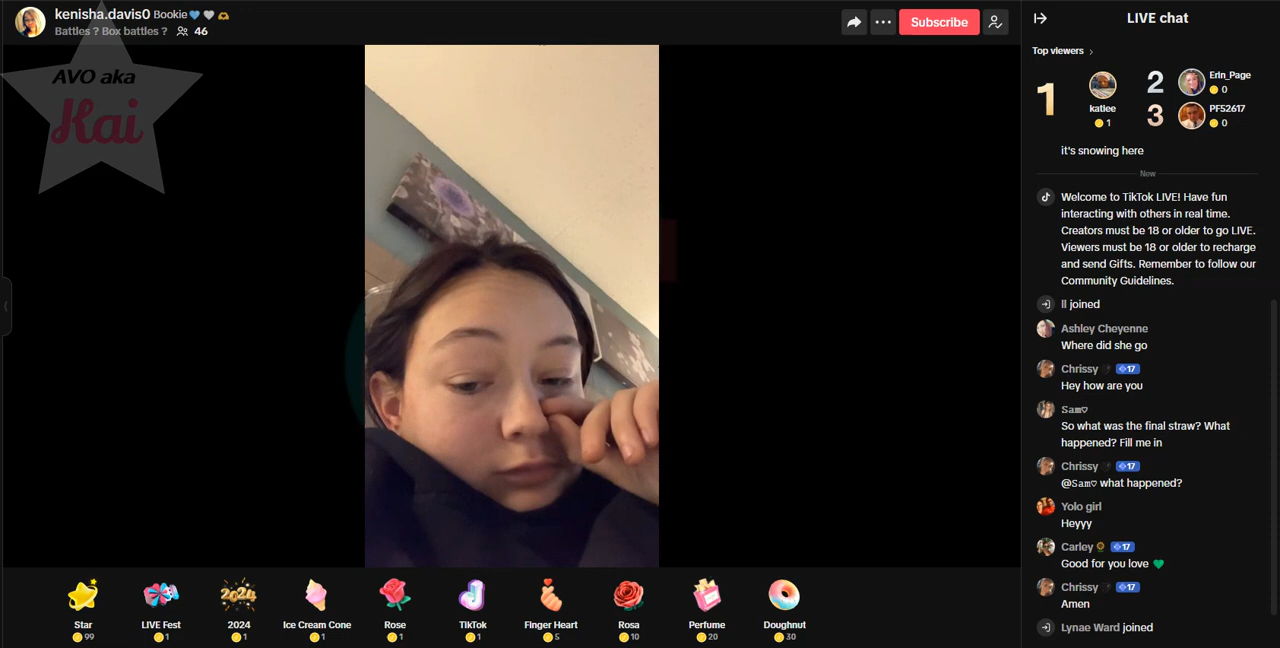 kenisha.davis0 Bookie💙🤍🫶
Battles ? Box battles ? 46
Subscribe
AVO aka
Kai
LIVE chat
Top viewers
1
katlee
1
2
Erin_Page
0
3
PF52617
0
it's snowing here
New
Welcome to TikTok LIVE! Have fun
interacting with others in real time.
Creators must be 18 or older to go LIVE.
Viewers must be 18 or older to recharge
and send Gifts. Remember to follow our
Community Guidelines.
ll joined
Ashley Cheyenne
Where did she go
Chrissy 17
Hey how are you
𝕊𝕒𝕞♡
So what was the final straw? What
happened? Fill me in
Chrissy 17
@𝚂𝚊𝚖♡ what happened?
Yolo girl
Heyyy
Carley🌻 17
Good for you love 💚
Chrissy 17
Amen
Lynae Ward joined
2024
Star
LIVE Fest
2024
Ice Cream Cone
Rose
TikTok
Finger Heart
Rosa
Perfume
Doughnut
99
1
1
1
1
1
5
10
20
30